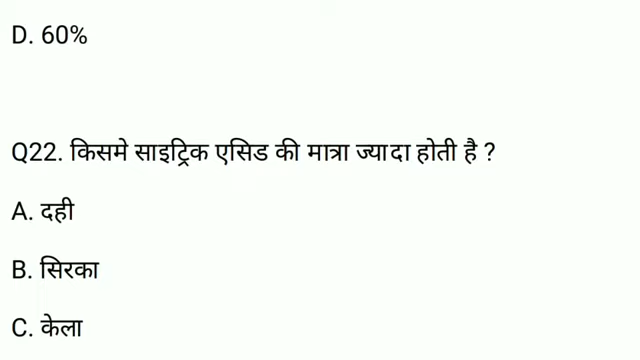 D. 60%
Q22. किसमे साइट्रिक एसिड की मात्रा ज्यादा होती है ?
A. दही
B. सिरका
C. केला